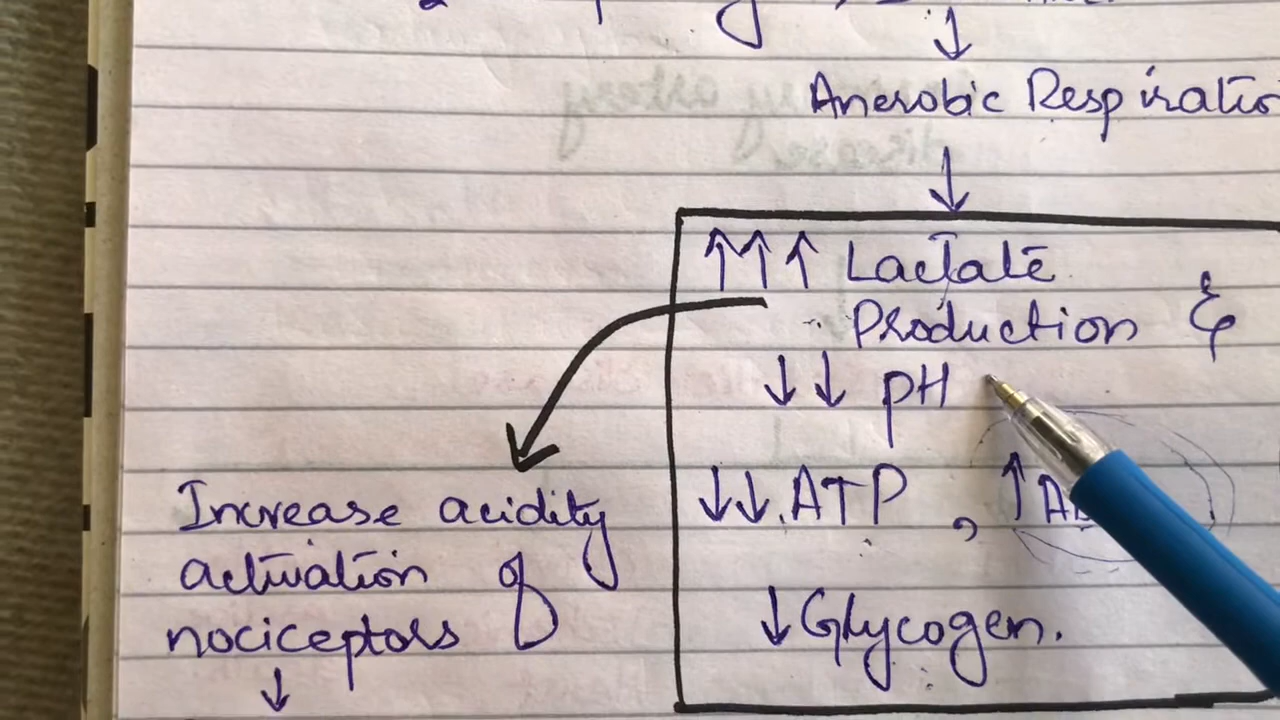 Anerobic Respiratio
↑↑↑ Lactate
Production &
↓↓ pH
↓↓ ATP , ↑
↓ Glycogen.
Increase acidity
activation of
nociceptors
↓